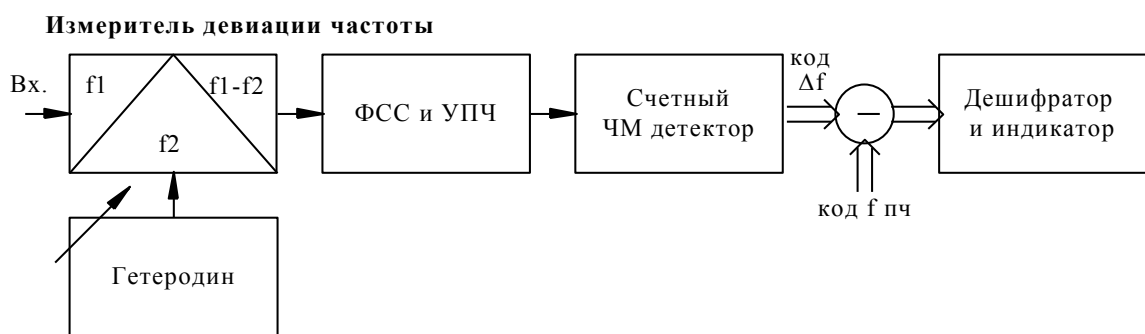 Измеритель девиации частоты
Вх.
f1
f1-f2
f2
ФСС и УПЧ
Счетный
ЧМ детектор
код
Δf
–
Дешифратор
и индикатор
код f пч
Гетеродин